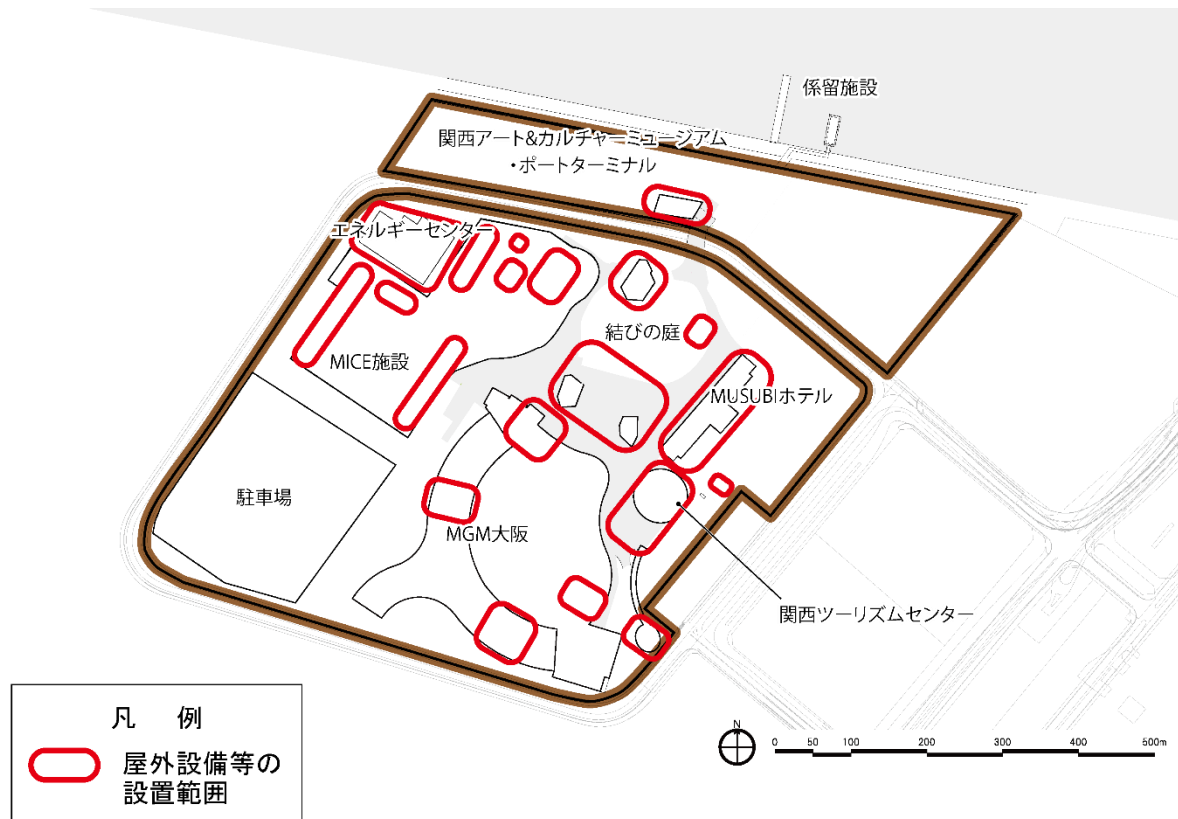 係留施設
関西アート&カルチャーミュージアム
・ポートターミナル
エネルギーセンター
結びの庭
MICE施設
MUSUBIホテル
駐車場
MGM大阪
関西ツーリズムセンター
凡 例
屋外設備等の
設置範囲
N
0 50 100 200 300 400 500m